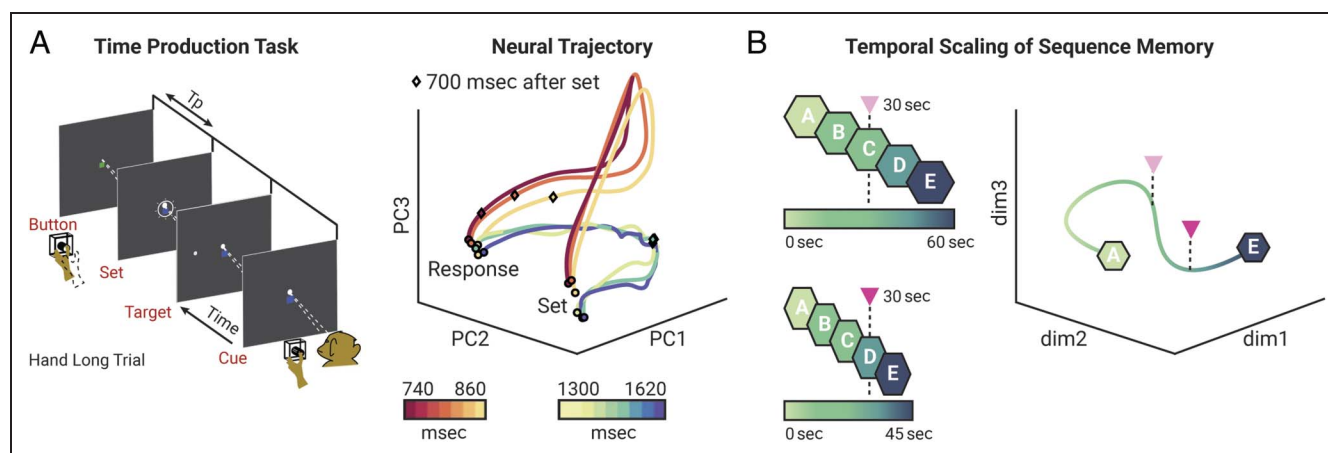 A
Time Production Task
Tp
Button
Set
Target
Time
Cue
Hand Long Trial
Neural Trajectory
700 msec after set
PC3
Response
Set
PC2
PC1
740 860
msec
1300 1620
msec
B
Temporal Scaling of Sequence Memory
30 sec
A
B
C
D
E
0 sec 60 sec
30 sec
A
B
C
D
E
0 sec 45 sec
dim3
A
E
dim2
dim1